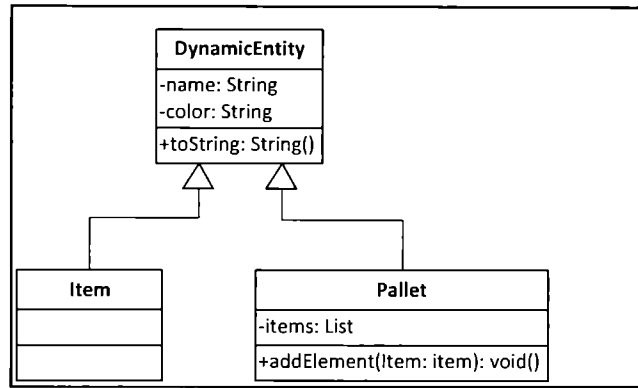 DynamicEntity
-name: String
-color: String
+toString: String()
Item
Pallet
-items: List
+addElement(Item: item): void()